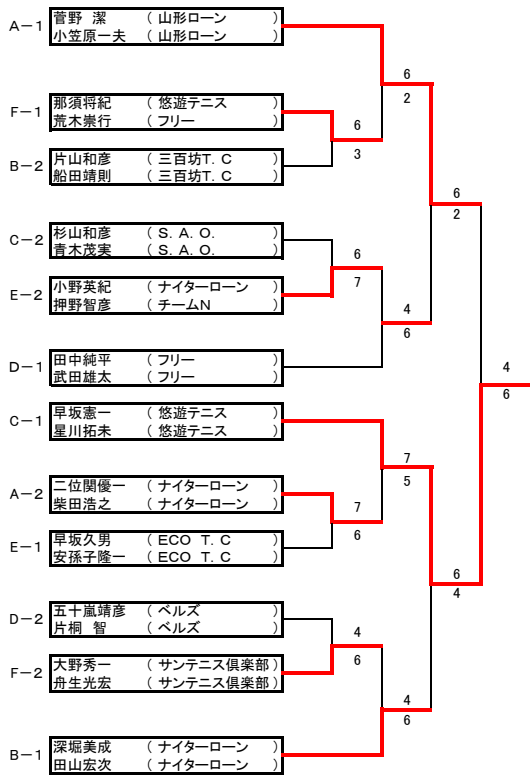 A-1 菅野 潔 (山形ローン)
小笠原一夫 (山形ローン)
6
2
F-1 那須将紀 (悠遊テニス)
荒木崇行 (フリー)
6
3
B-2 片山和彦 (三百坊T.C)
船田靖則 (三百坊T.C)
6
2
C-2 杉山和彦 (S.A.O.)
青木茂実 (S.A.O.)
6
7
E-2 小野英紀 (ナイターローン)
押野智彦 (チームN)
4
6
D-1 田中純平 (フリー)
武田雄太 (フリー)
4
6
C-1 早坂憲一 (悠遊テニス)
星川拓未 (悠遊テニス)
7
5
A-2 二位関優一 (ナイターローン)
柴田浩之 (ナイターローン)
7
6
E-1 早坂久男 (ECO T.C)
安孫子隆一 (ECO T.C)
6
4
D-2 五十嵐靖彦 (ベルズ)
片桐 智 (ベルズ)
4
6
F-2 大野秀一 (サンテニス倶楽部)
舟生光宏 (サンテニス倶楽部)
4
6
B-1 深堀美成 (ナイターローン)
田山宏次 (ナイターローン)